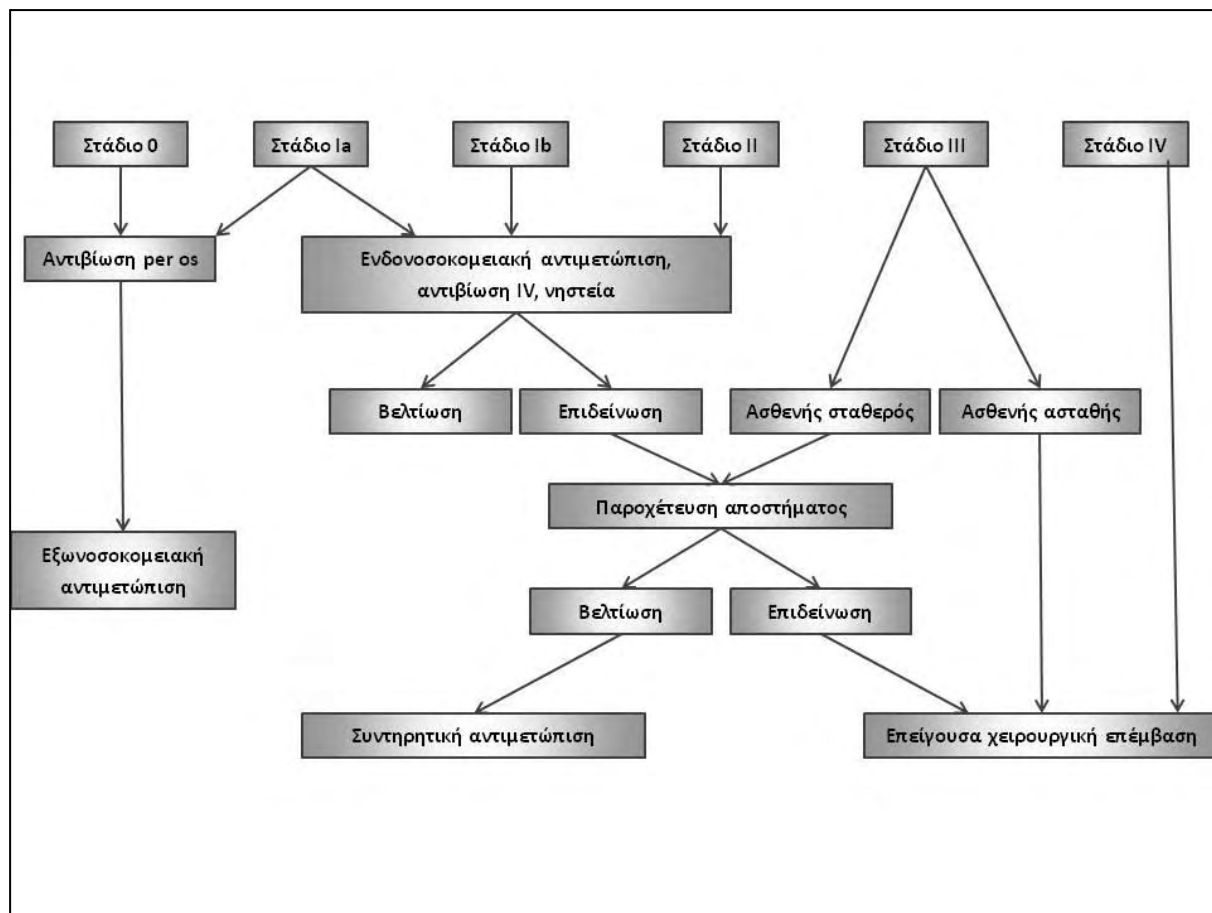 Στάδιο 0
Στάδιο Ia
Στάδιο Ib
Στάδιο II
Στάδιο III
Στάδιο IV
Αντιβίωση per os
Ενδονοσοκομειακή αντιμετώπιση,
αντιβίωση IV, νηστεία
Βελτίωση
Επιδείνωση
Ασθενής σταθερός
Ασθενής ασταθής
Παροχέτευση αποστήματος
Εξωνοσοκομειακή
αντιμετώπιση
Βελτίωση
Επιδείνωση
Συντηρητική αντιμετώπιση
Επείγουσα χειρουργική επέμβαση